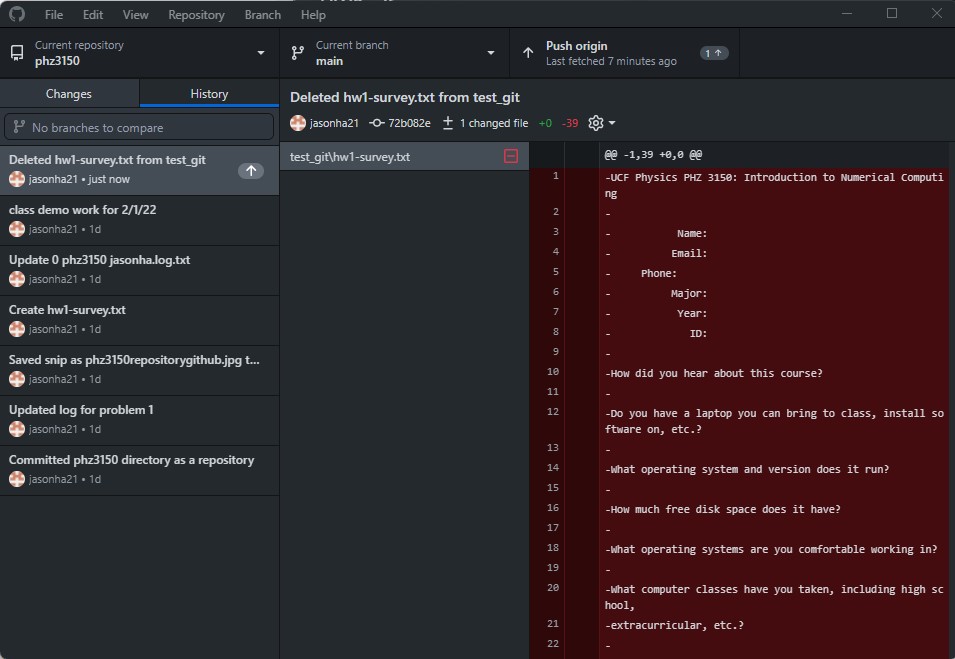 File Edit View Repository Branch Help
Current repository
phz3150
Current branch
main
Push origin
Last fetched 7 minutes ago
1
Changes
History
No branches to compare
Deleted hw1-survey.txt from test_git
jasonha21 • just now
class demo work for 2/1/22
jasonha21 • 1d
Update 0 phz3150 jasonha.log.txt
jasonha21 • 1d
Create hw1-survey.txt
jasonha21 • 1d
Saved snip as phz3150repositorygithub.jpg t...
jasonha21 • 1d
Updated log for problem 1
jasonha21 • 1d
Committed phz3150 directory as a repository
jasonha21 • 1d
Deleted hw1-survey.txt from test_git
jasonha21 72b082e 1 changed file +0 -39
test_git\hw1-survey.txt
@@ -1,39 +0,0 @@
1 -UCF Physics PHZ 3150: Introduction to Numerical Computi
ng
2 -
3 - Name:
4 - Email:
5 - Phone:
6 - Major:
7 - Year:
8 - ID:
9 -
10 -How did you hear about this course?
11 -
12 -Do you have a laptop you can bring to class, install so
ftware on, etc.?
13 -
14 -What operating system and version does it run?
15 -
16 -How much free disk space does it have?
17 -
18 -What operating systems are you comfortable working in?
19 -
20 -What computer classes have you taken, including high sc
hool,
21 -extracurricular, etc.?
22 -